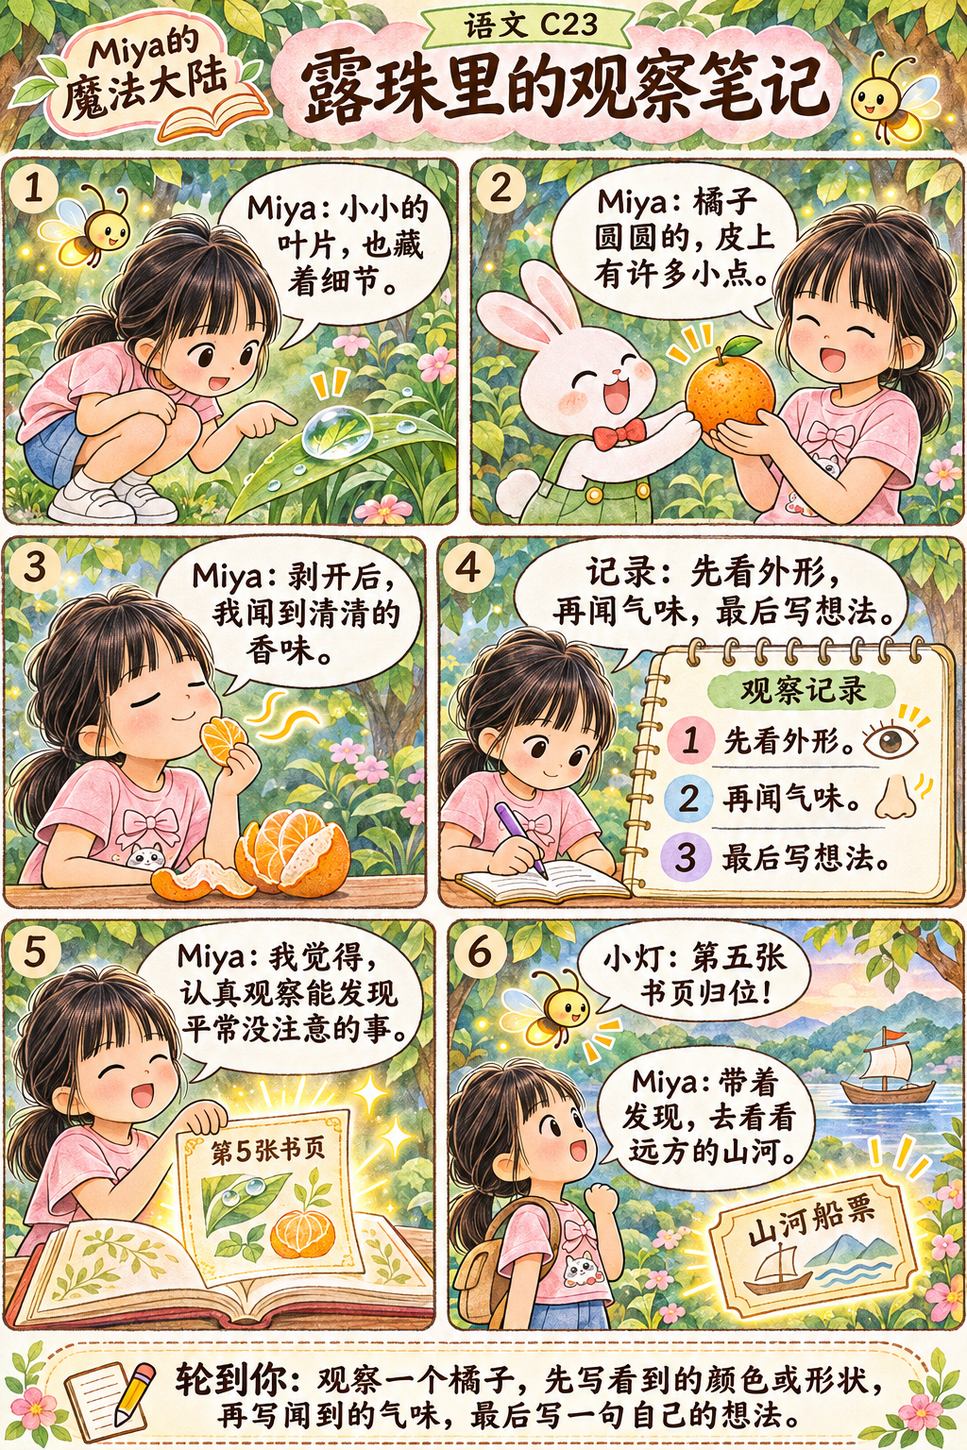 Miya的
魔法大陆
语文 C23
露珠里的观察笔记
1
Miya：小小的
叶片，也藏
着细节。
2
Miya：橘子
圆圆的，皮上
有许多小点。
3
Miya：剥开后，
我闻到清清的
香味。
4
记录：先看外形，
再闻气味，最后写想法。
观察记录
1 先看外形。
2 再闻气味。
3 最后写想法。
5
Miya：我觉得，
认真观察能发现
平常没注意的事。
第5张书页
6
小灯：第五张
书页归位！
Miya：带着
发现，去看看
远方的山河。
山河船票
轮到你：观察一个橘子，先写看到的颜色或形状，
再写闻到的气味，最后写一句自己的想法。